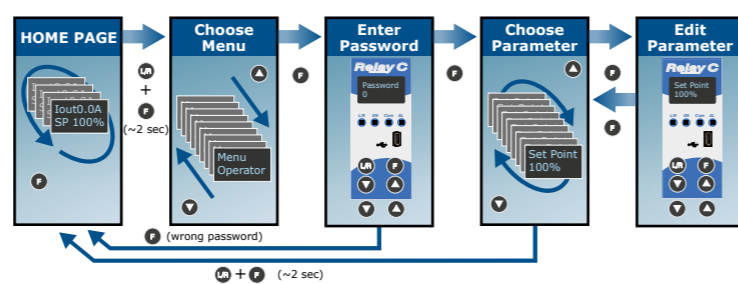 HOME PAGE
Choose
Menu
Enter
Password
Choose
Parameter
Edit
Parameter
L/R
+
F
(~2 sec)
F
F
F
F
Iout0.0A
SP 100%
F
Menu
Operator
Relay C
Password
0
L/R
F
Set Point
100%
Relay C
Set Point
100%
L/R
F
F (wrong password)
L/R + F (~2 sec)